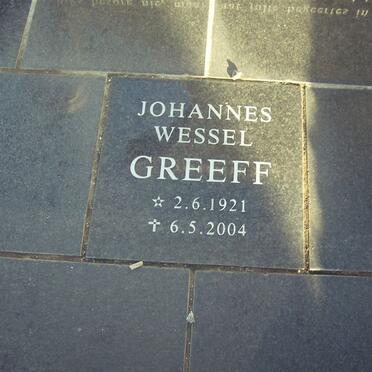 JOHANNES
WESSEL
GREEFF
☆ 2.6.1921
✝ 6.5.2004